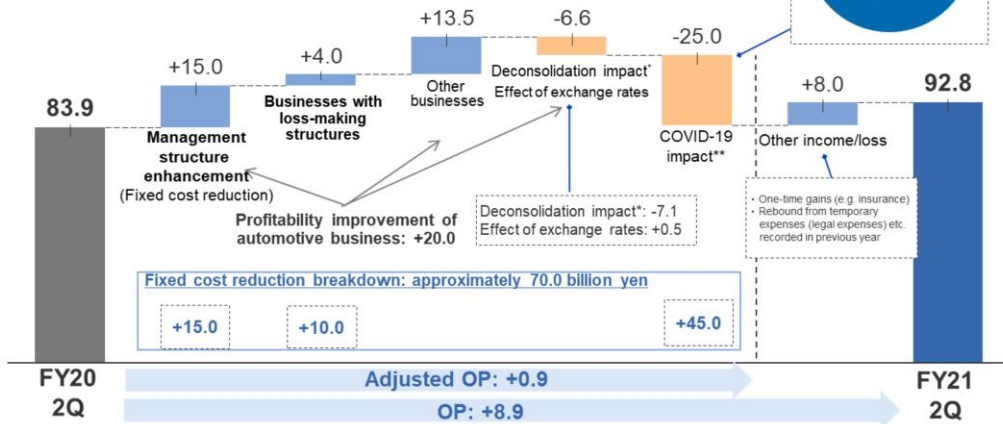 +13.5
-6.6
-25.0
+15.0
+4.0
+8.0
92.8
83.9
Other
businesses
Deconsolidation impact*
Effect of exchange rates
Businesses with
loss-making
structures
COVID-19
impact**
Other income/loss
Management
structure
enhancement
(Fixed cost reduction)
Profitability improvement of
automotive business: +20.0
Deconsolidation impact*: -7.1
Effect of exchange rates: +0.5
・One-time gains (e.g. insurance)
・Rebound from temporary
expenses (legal expenses) etc.
recorded in previous year
Fixed cost reduction breakdown: approximately 70.0 billion yen
+15.0
+10.0
+45.0
FY20
2Q
Adjusted OP: +0.9
OP: +8.9
FY21
2Q